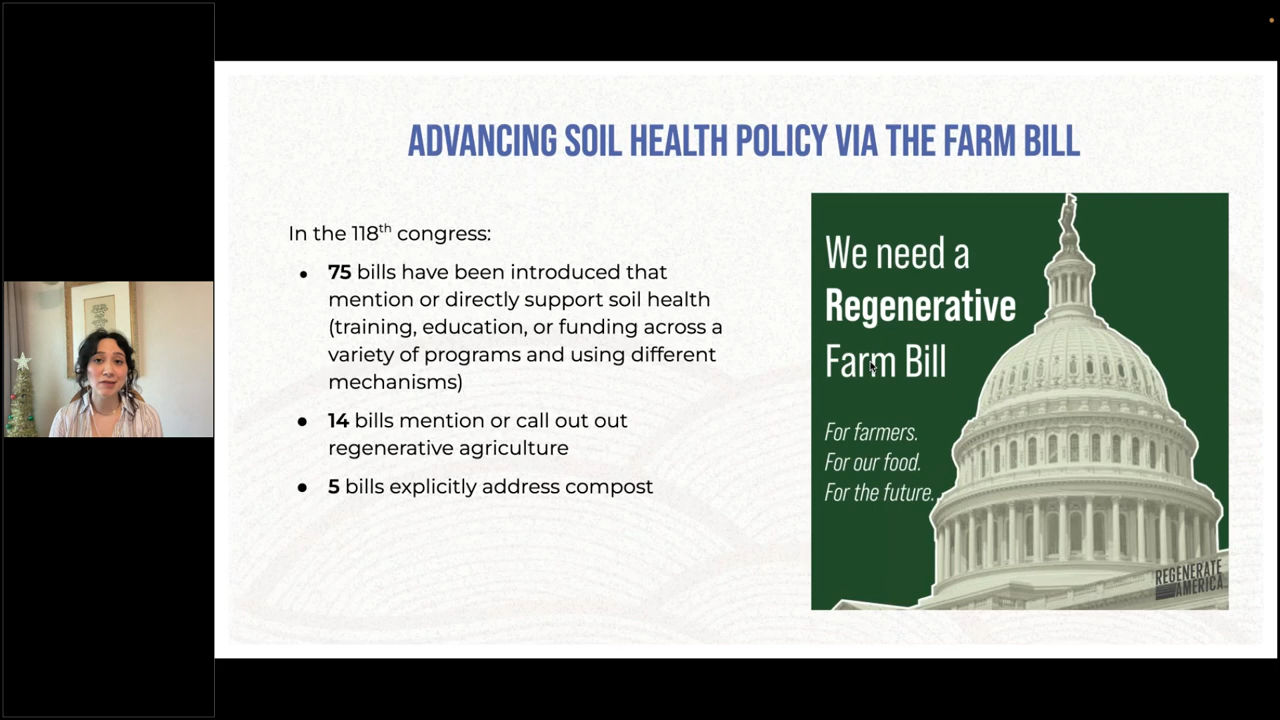 ADVANCING SOIL HEALTH POLICY VIA THE FARM BILL
In the 118th congress:
● 75 bills have been introduced that
mention or directly support soil health
(training, education, or funding across a
variety of programs and using different
mechanisms)
● 14 bills mention or call out out
regenerative agriculture
● 5 bills explicitly address compost
We need a
Regenerative
Farm Bill
For farmers.
For our food.
For the future.
REGENERATE
AMERICA